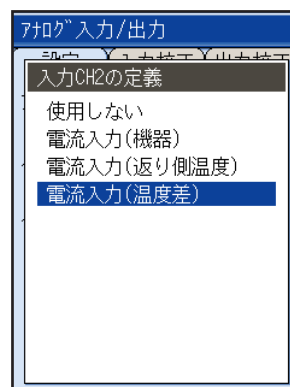 ｱﾅﾛｸﾞ入力/出力
入力CH2の定義
使用しない
電流入力(機器)
電流入力(返り側温度)
電流入力(温度差)